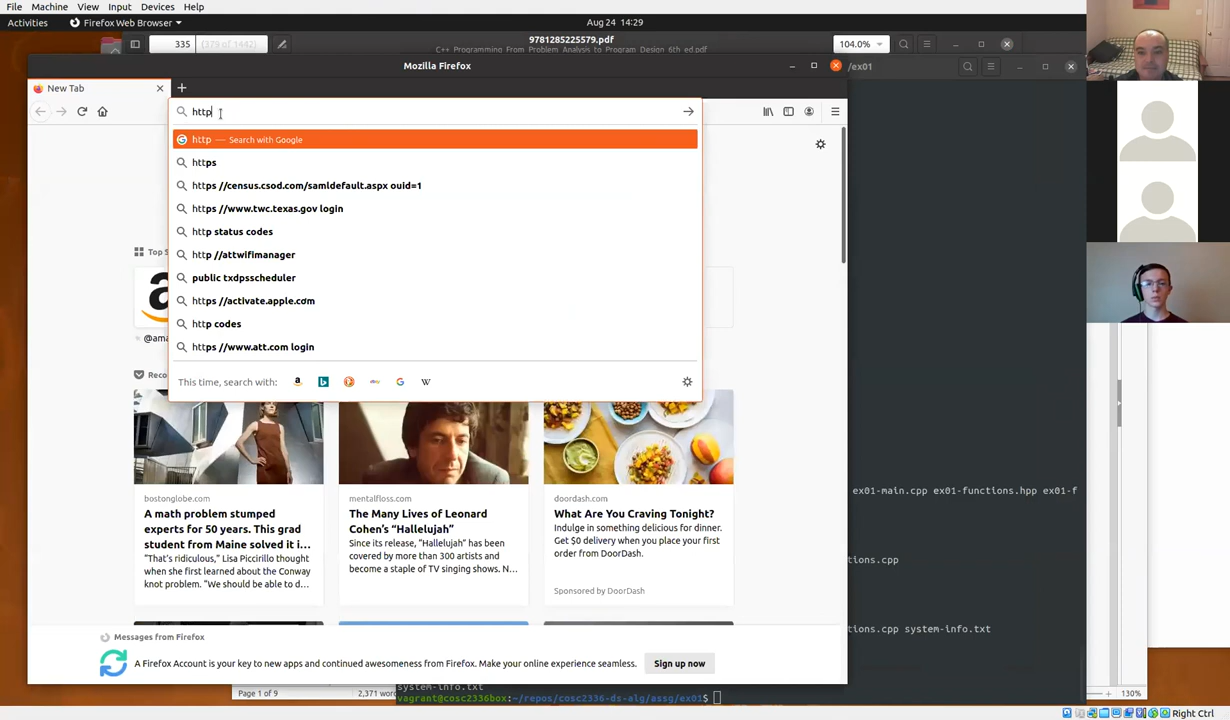 File Machine View Input Devices Help
Activities Firefox Web Browser Aug 24 14:29
335 (379 of 1442) 9781285225579.pdf 104.0%
C++ Programming From Problem Analysis to Program Design 6th ed.pdf
Mozilla Firefox /ex01
New Tab
http
http — Search with Google
https
https //census.csod.com/samldefault.aspx ouid=1
https //www.twc.texas.gov login
http status codes
http //attwifimanager
public txdpsscheduler
https //activate.apple.com
http codes
https //www.att.com login
This time, search with:
Top S
@ama
Reco
bostonglobe.com
A math problem stumped
experts for 50 years. This grad
student from Maine solved it i...
"That's ridiculous," Lisa Piccirillo thought
when she first learned about the Conway
knot problem. "We should be able to d...
mentalfloss.com
The Many Lives of Leonard
Cohen's "Hallelujah"
Since its release, "Hallelujah" has been
covered by more than 300 artists and
become a staple of TV singing shows. N...
doordash.com
What Are You Craving Tonight?
Indulge in something delicious for dinner.
Get $0 delivery when you place your first
order from DoorDash.
Sponsored by DoorDash
Messages from Firefox
A Firefox Account is your key to new apps and continued awesomeness from Firefox. Make your online experience seamless. Sign up now
ex01-main.cpp ex01-functions.hpp ex01-f
tions.cpp
tions.cpp system-info.txt
system-info.txt
Page 1 of 9 2,371 words
vagrant@cosc2336box:~/repos/cosc2336-ds-alg/assg/ex01$
130%
Right Ctrl